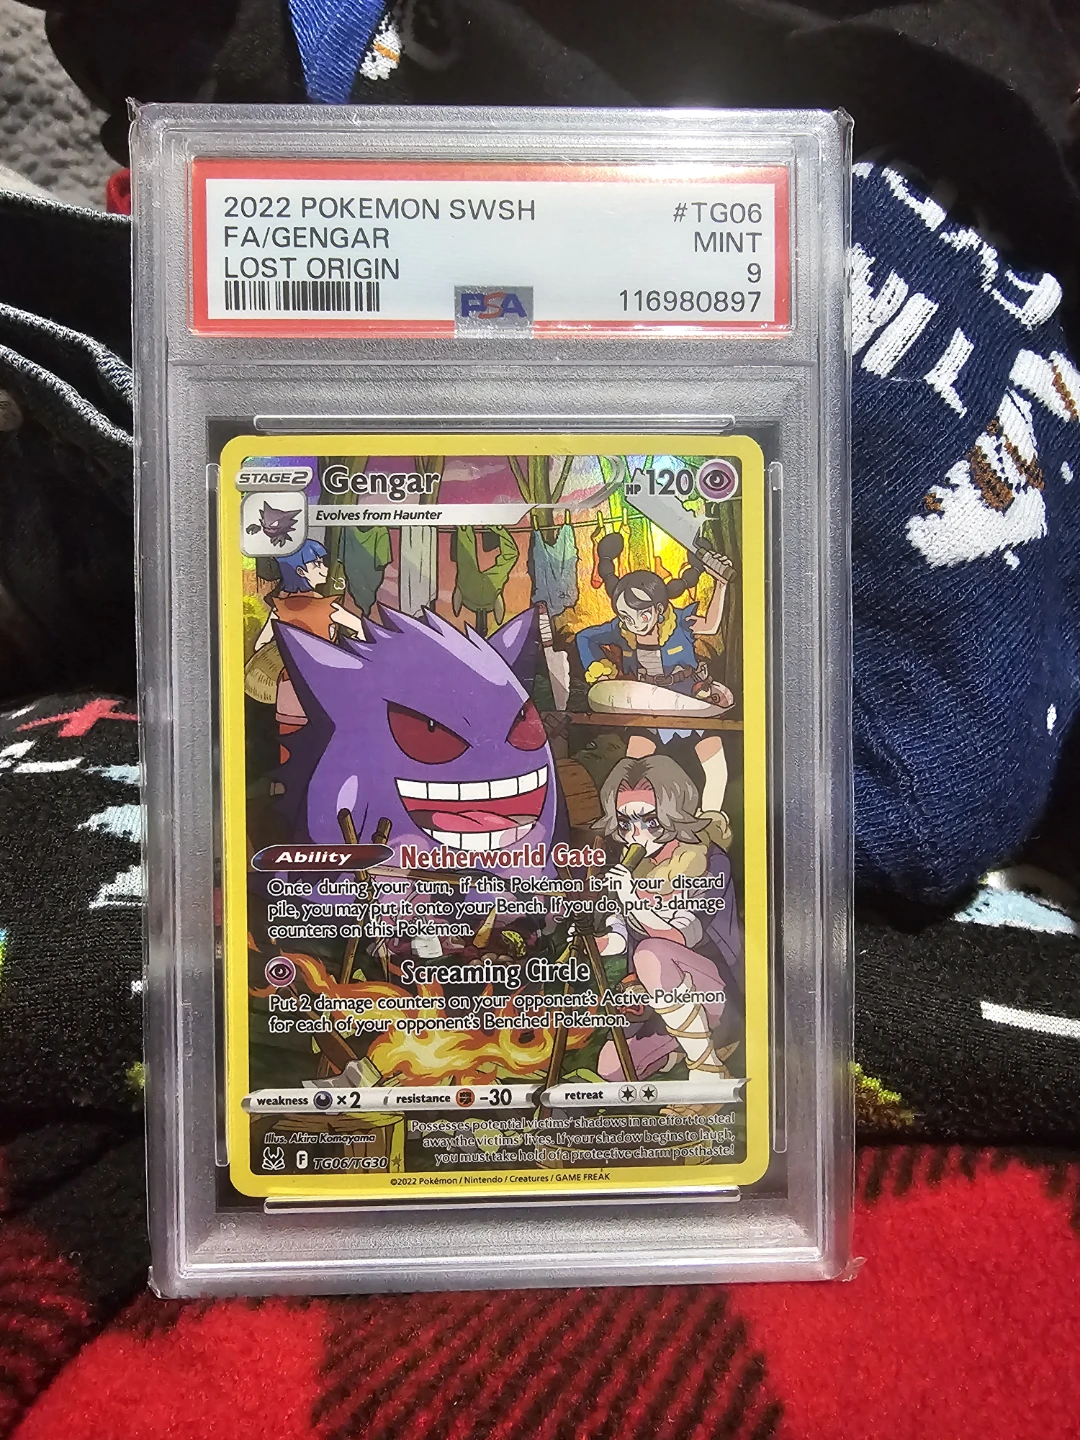 2022 POKEMON SWSH #TG06
FA/GENGAR MINT
LOST ORIGIN 9
PSA 116980897
STAGE 2 Gengar HP 120
Evolves from Haunter
Ability Netherworld Gate
Once during your turn, if this Pokémon is in your discard
pile, you may put it onto your Bench. If you do, put 3 damage
counters on this Pokémon.
Screaming Circle
Put 2 damage counters on your opponent's Active Pokémon
for each of your opponent's Benched Pokémon.
weakness ×2 resistance -30 retreat
Possesses potential victims' shadows in an effort to steal
away the victims' lives. If your shadow begins to laugh,
you must take hold of a protective charm posthaste!
Illus. Akira Komayama
F TG06/TG30
©2022 Pokémon / Nintendo / Creatures / GAME FREAK